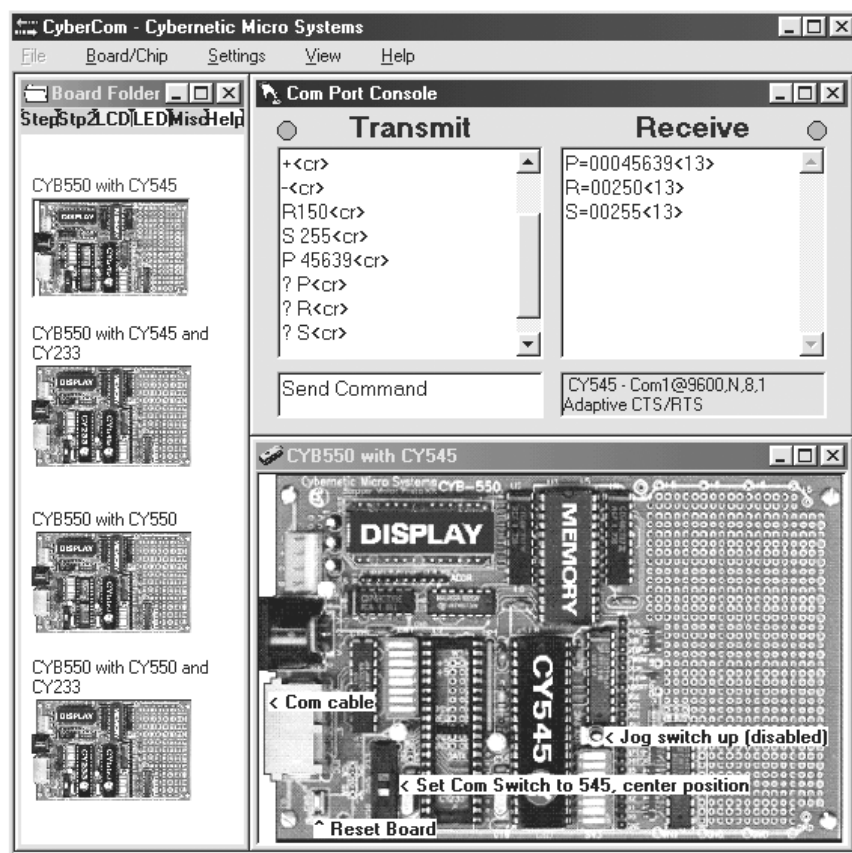 CyberCom - Cybernetic Micro Systems
File Board/Chip Settings View Help
Board Folder
Step Stp2 LCD LED Misc Help
CYB550 with CY545
DISPLAY
MEMORY
CY545
CYB550 with CY545 and
CY233
DISPLAY
CYB550 with CY550
DISPLAY
CYB550 with CY550 and
CY233
DISPLAY
Com Port Console
Transmit
Receive
+<cr>
-<cr>
R150<cr>
S 255<cr>
P 45639<cr>
? P<cr>
? R<cr>
? S<cr>
P=00045639<13>
R=00250<13>
S=00255<13>
Send Command
CY545 - Com1@9600,N,8,1
Adaptive CTS/RTS
CYB550 with CY545
Cybernetic Micro Systems CYB-550
DISPLAY
MEMORY
ADDR
CY545
< Com cable
< Jog switch up (disabled)
< Set Com Switch to 545, center position
^ Reset Board